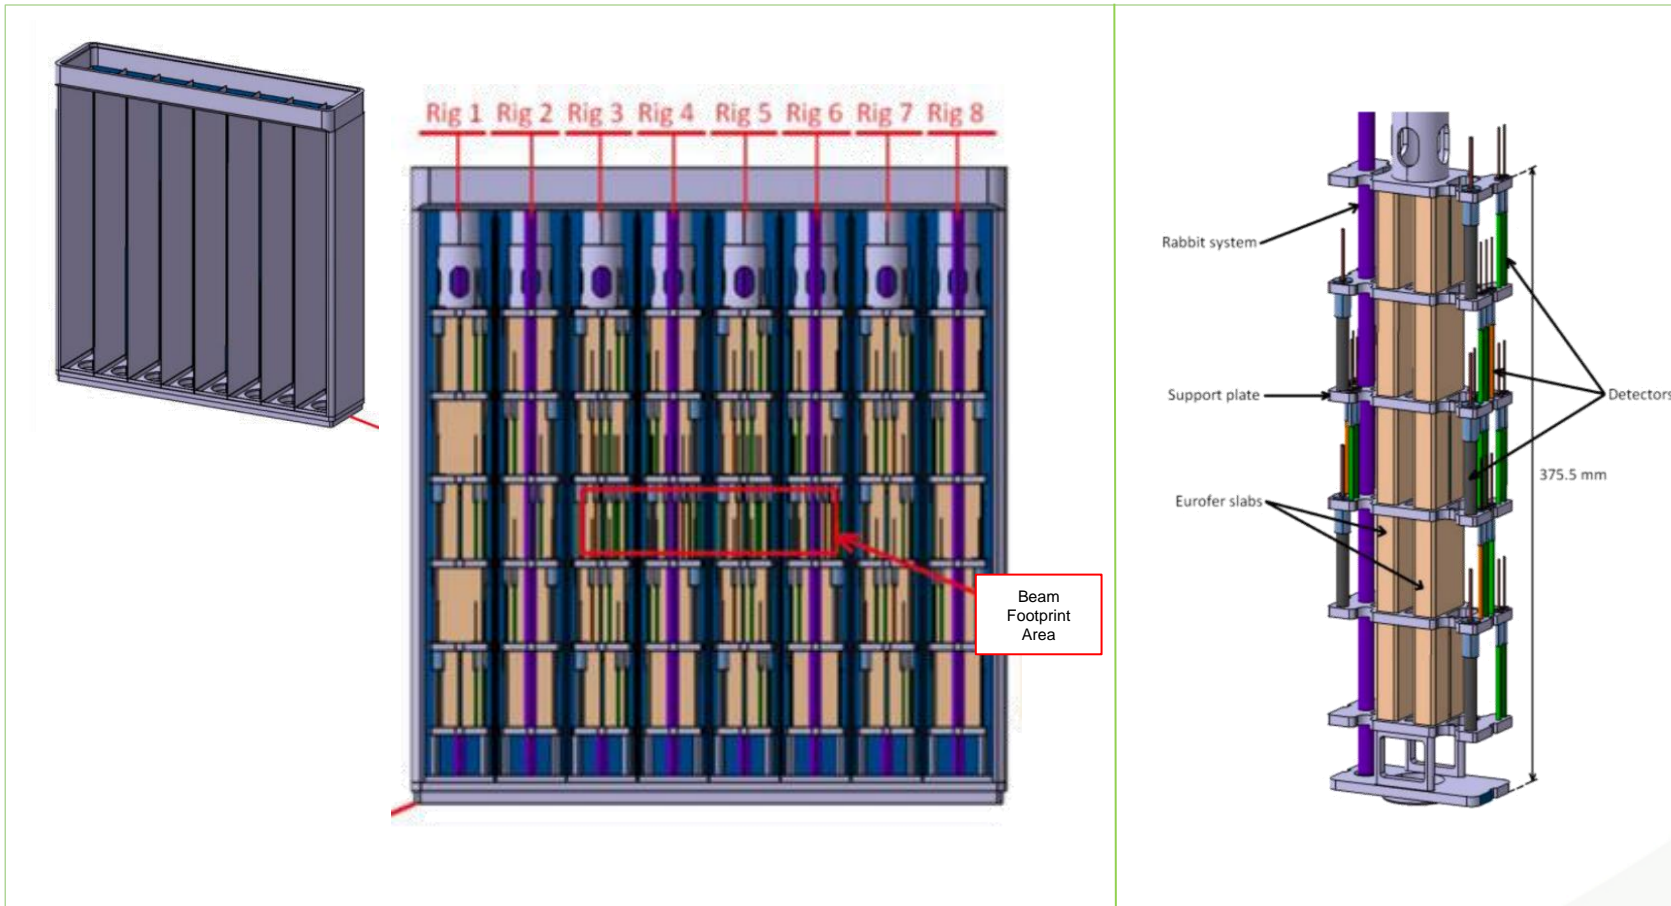 Rig 1 Rig 2 Rig 3 Rig 4 Rig 5 Rig 6 Rig 7 Rig 8
Beam
Footprint
Area
Rabbit system
Support plate
Detectors
375.5 mm
Eurofer slabs